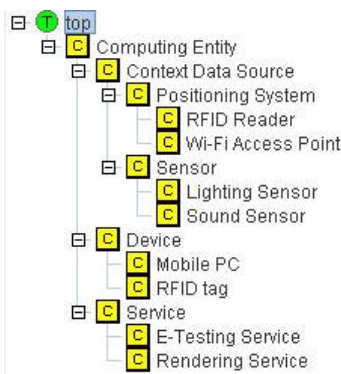 T top
C Computing Entity
C Context Data Source
C Positioning System
C RFID Reader
C Wi-Fi Access Point
C Sensor
C Lighting Sensor
C Sound Sensor
C Device
C Mobile PC
C RFID tag
C Service
C E-Testing Service
C Rendering Service